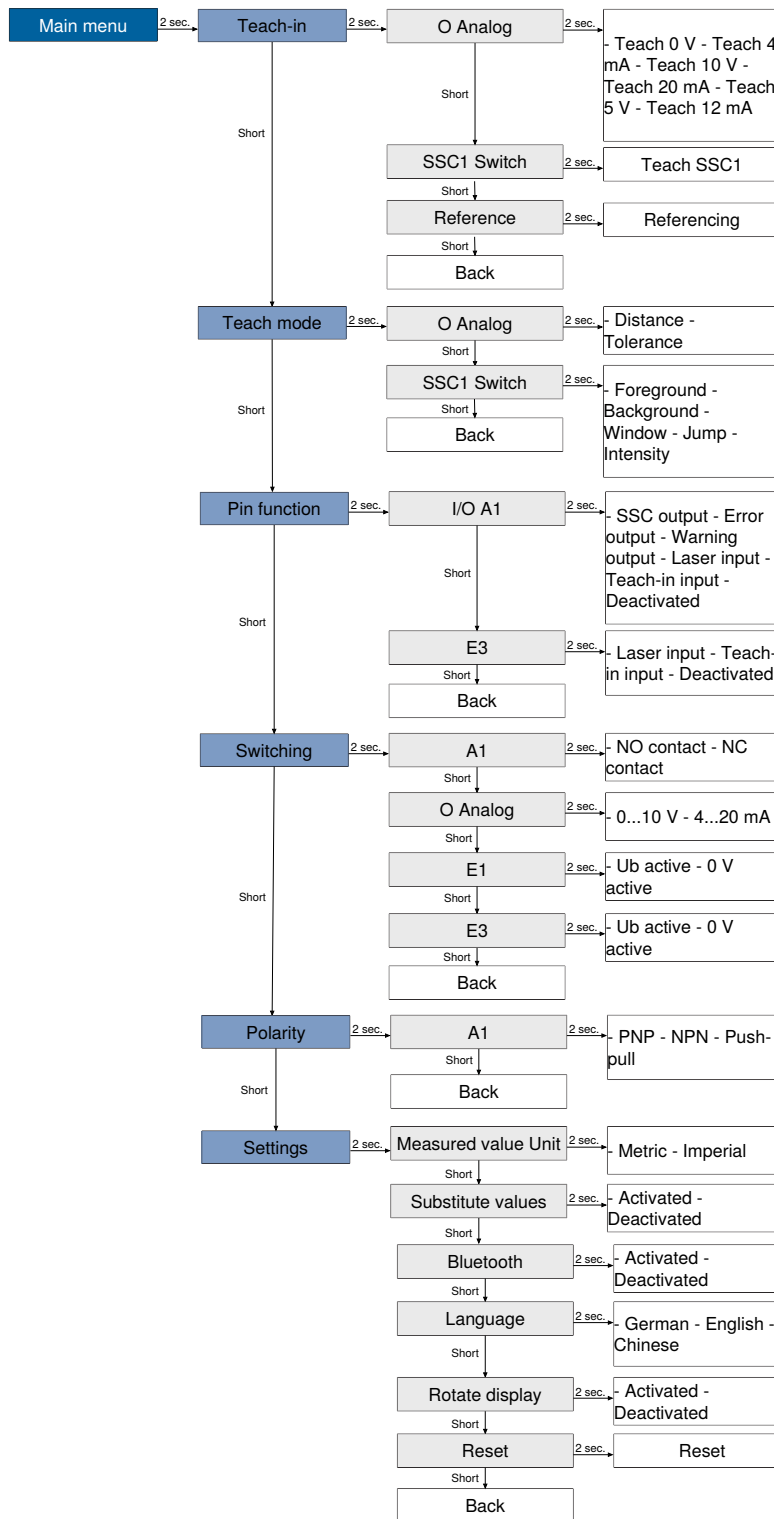 Main menu
2 sec.
Teach-in
2 sec.
O Analog
2 sec.
- Teach 0 V - Teach 4
mA - Teach 10 V -
Teach 20 mA - Teach
5 V - Teach 12 mA
Short
Short
SSC1 Switch
2 sec.
Teach SSC1
Short
Reference
2 sec.
Referencing
Short
Back
Teach mode
2 sec.
O Analog
2 sec.
- Distance -
Tolerance
Short
SSC1 Switch
2 sec.
- Foreground -
Background -
Window - Jump -
Intensity
Short
Short
Back
Pin function
2 sec.
I/O A1
2 sec.
- SSC output - Error
output - Warning
output - Laser input -
Teach-in input -
Deactivated
Short
Short
E3
2 sec.
- Laser input - Teach-
in input - Deactivated
Short
Back
Switching
2 sec.
A1
2 sec.
- NO contact - NC
contact
Short
O Analog
2 sec.
- 0...10 V - 4...20 mA
Short
E1
2 sec.
- Ub active - 0 V
active
Short
Short
E3
2 sec.
- Ub active - 0 V
active
Short
Back
Polarity
2 sec.
A1
2 sec.
- PNP - NPN - Push-
pull
Short
Short
Back
Settings
2 sec.
Measured value Unit
2 sec.
- Metric - Imperial
Short
Substitute values
2 sec.
- Activated -
Deactivated
Short
Bluetooth
2 sec.
- Activated -
Deactivated
Short
Language
2 sec.
- German - English -
Chinese
Short
Rotate display
2 sec.
- Activated -
Deactivated
Short
Reset
2 sec.
Reset
Short
Back